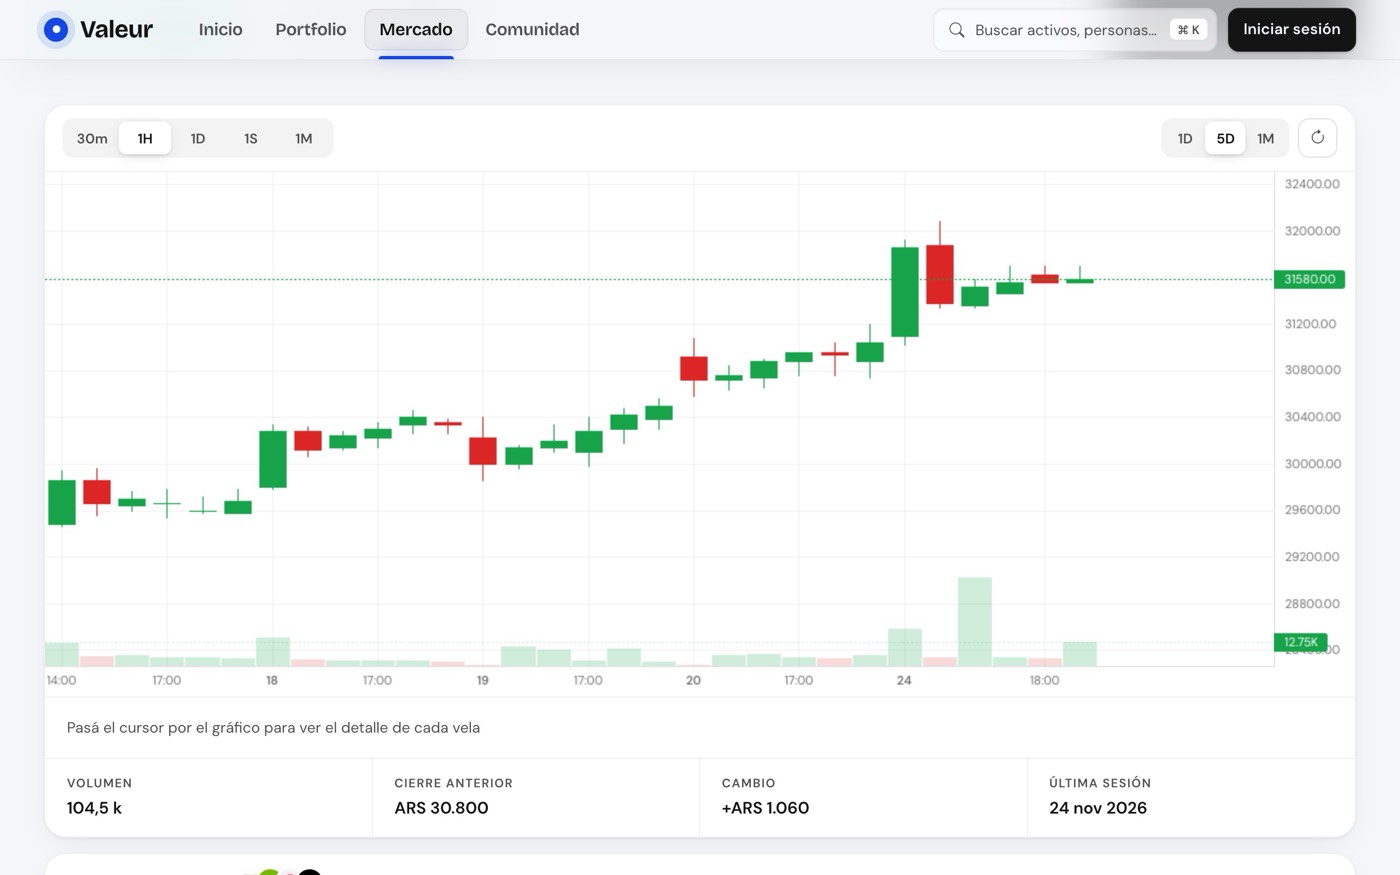 Valeur Inicio Portfolio Mercado Comunidad Buscar activos, personas... ⌘ K Iniciar sesión
30m 1H 1D 1S 1M 1D 5D 1M
32400.00
32000.00
31580.00
31200.00
30800.00
30400.00
30000.00
29600.00
29200.00
28800.00
12.75K
14:00 17:00 18 17:00 19 17:00 20 17:00 24 18:00
Pasá el cursor por el gráfico para ver el detalle de cada vela
VOLUMEN CIERRE ANTERIOR CAMBIO ÚLTIMA SESIÓN
104,5 k ARS 30.800 +ARS 1.060 24 nov 2026